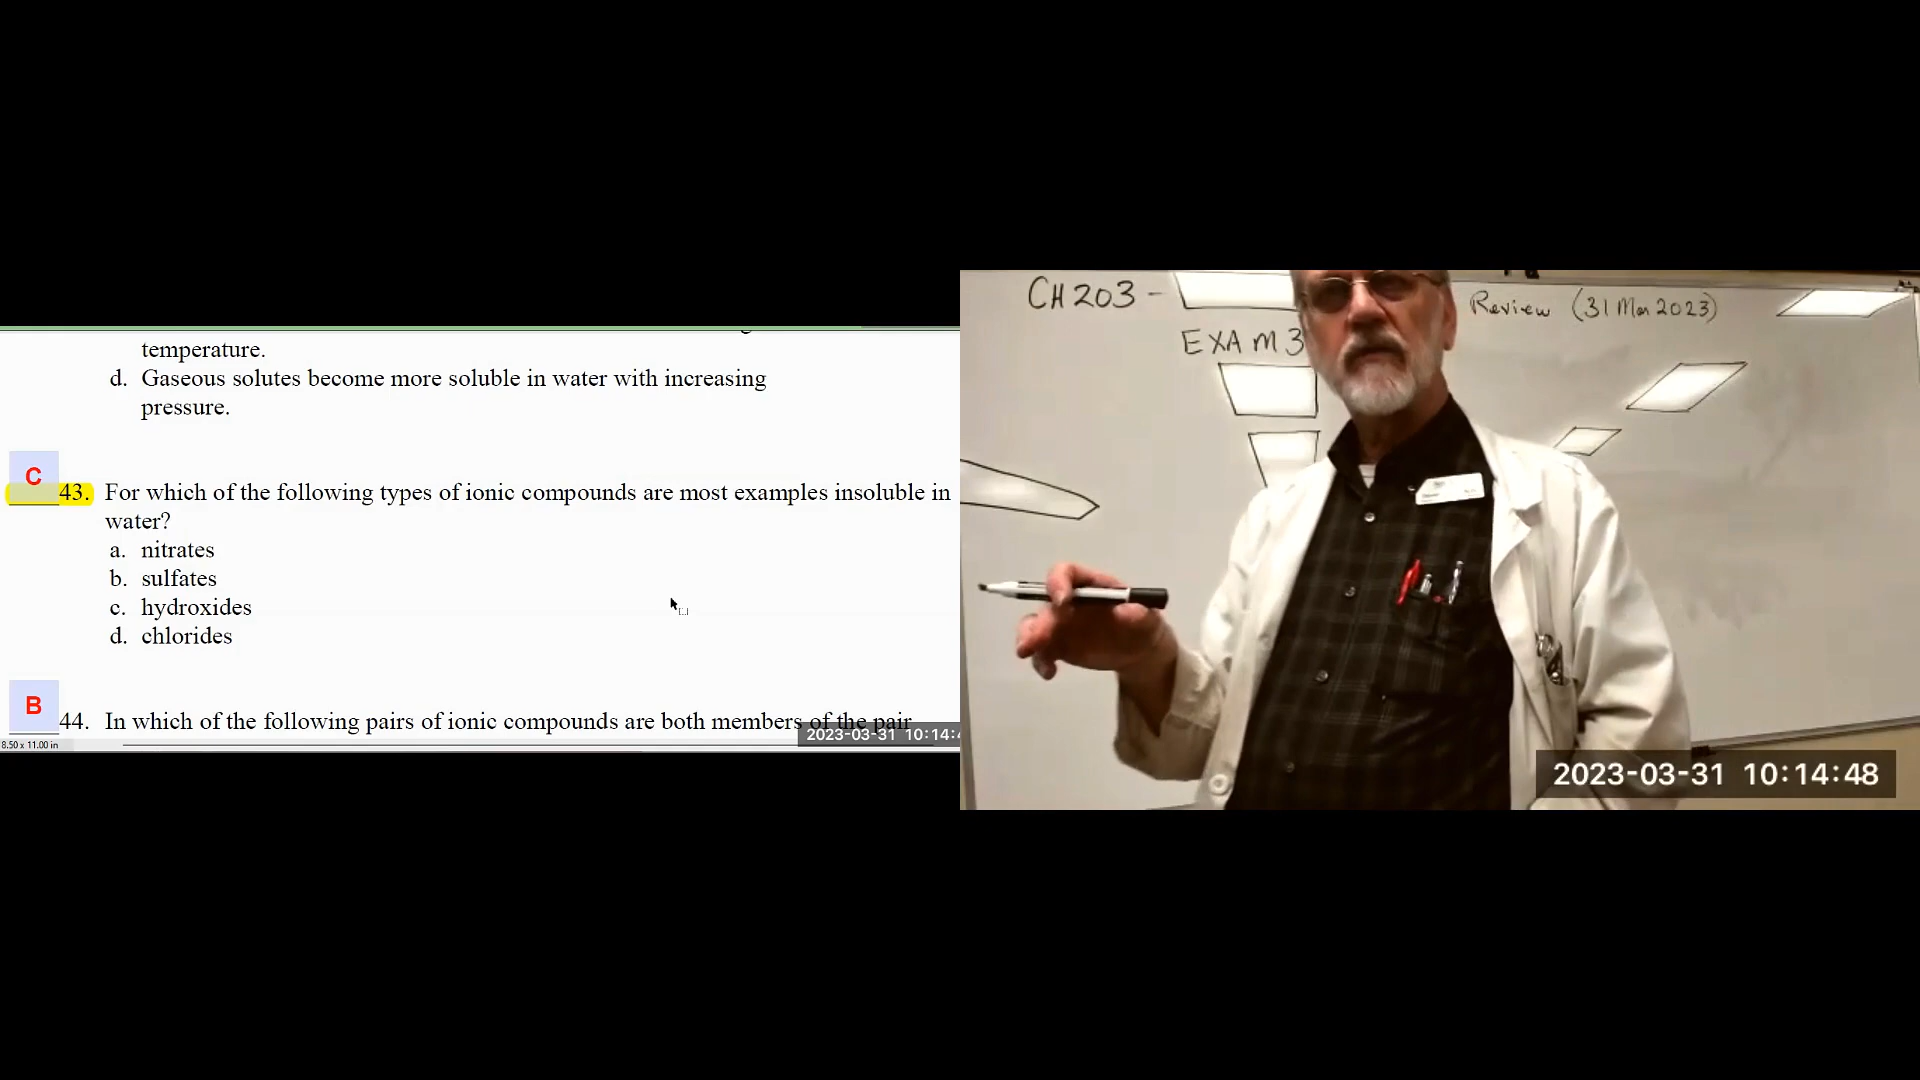 temperature.
d. Gaseous solutes become more soluble in water with increasing
pressure.
C
43. For which of the following types of ionic compounds are most examples insoluble in
water?
a. nitrates
b. sulfates
c. hydroxides
d. chlorides
B
44. In which of the following pairs of ionic compounds are both members of the pair
8.50 x 11.00 in
2023-03-31 10:14:4
CH 203 -
Review (31 Mar 2023)
EXAM 3
2023-03-31 10:14:48